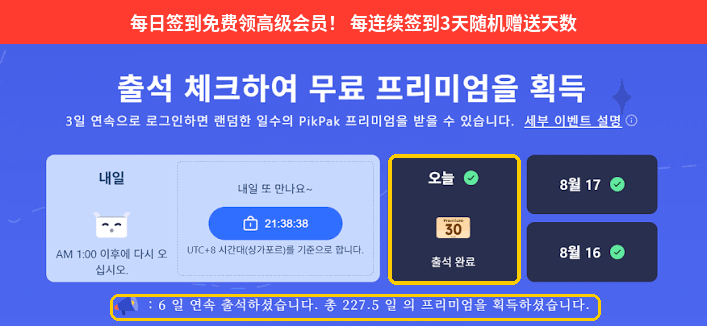 每日签到免费领高级会员！ 每连续签到3天随机赠送天数
출석 체크하여 무료 프리미엄을 획득
3일 연속으로 로그인하면 랜덤한 일수의 PikPak 프리미엄을 받을 수 있습니다. 세부 이벤트 설명
내일
AM 1:00 이후에 다시 오
십시오.
내일 또 만나요~
21:38:38
UTC+8 시간대(싱가포르)를 기준으로 합니다.
오늘
Premium
30
출석 완료
8월 17
8월 16
: 6 일 연속 출석하셨습니다. 총 227.5 일 의 프리미엄을 획득하셨습니다.